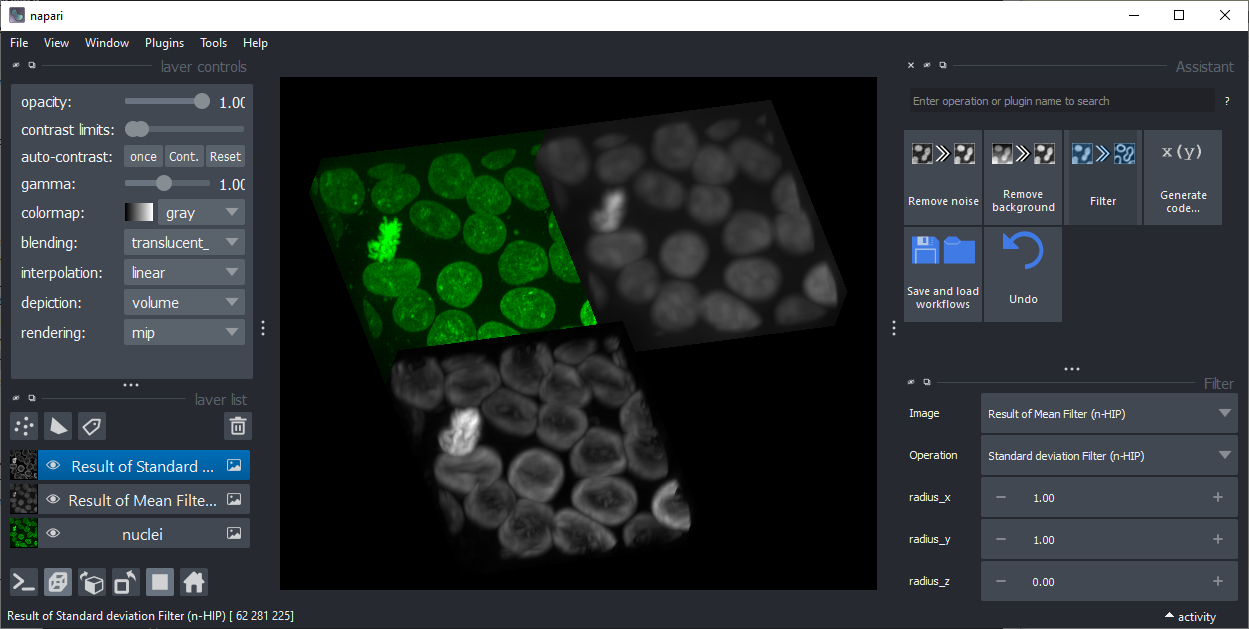 napari
File View Window Plugins Tools Help
layer controls
opacity: 1.00
contrast limits:
auto-contrast: once Cont. Reset
gamma: 1.00
colormap: gray
blending: translucent_
interpolation: linear
depiction: volume
rendering: mip
layer list
Result of Standard ...
Result of Mean Filte...
nuclei
Result of Standard deviation Filter (n-HIP) [ 62 281 225]
Assistant
Enter operation or plugin name to search ?
Remove noise
Remove
background
Filter
x(y)
Generate
code...
Save and load
workflows
Undo
Filter
Image Result of Mean Filter (n-HIP)
Operation Standard deviation Filter (n-HIP)
radius_x − 1.00 +
radius_y − 1.00 +
radius_z − 0.00 +
activity